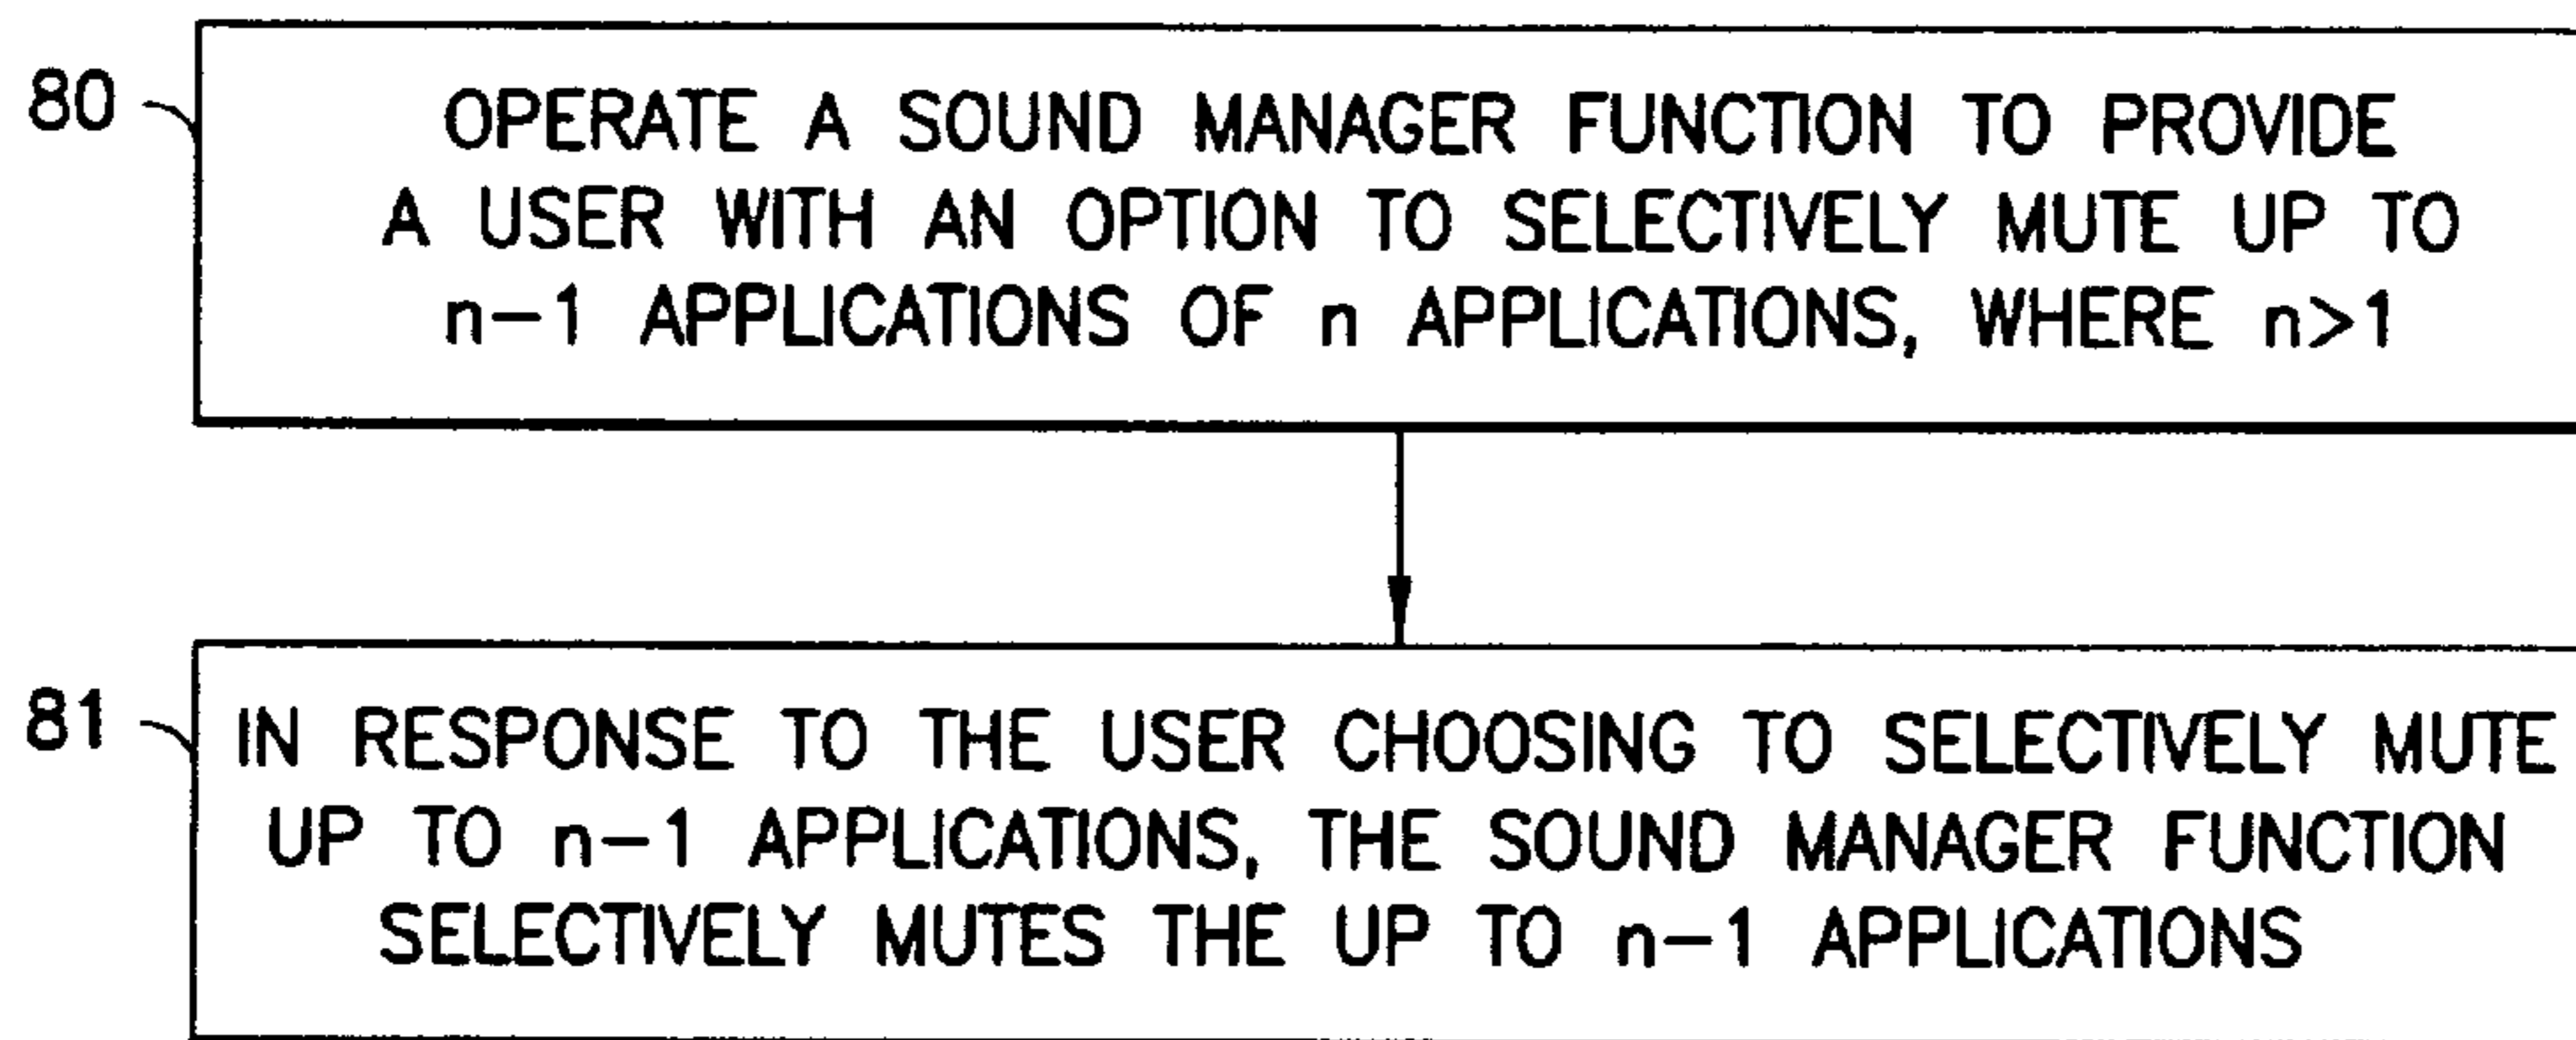 80
OPERATE A SOUND MANAGER FUNCTION TO PROVIDE
A USER WITH AN OPTION TO SELECTIVELY MUTE UP TO
n-1 APPLICATIONS OF n APPLICATIONS, WHERE n>1
81
IN RESPONSE TO THE USER CHOOSING TO SELECTIVELY MUTE
UP TO n-1 APPLICATIONS, THE SOUND MANAGER FUNCTION
SELECTIVELY MUTES THE UP TO n-1 APPLICATIONS